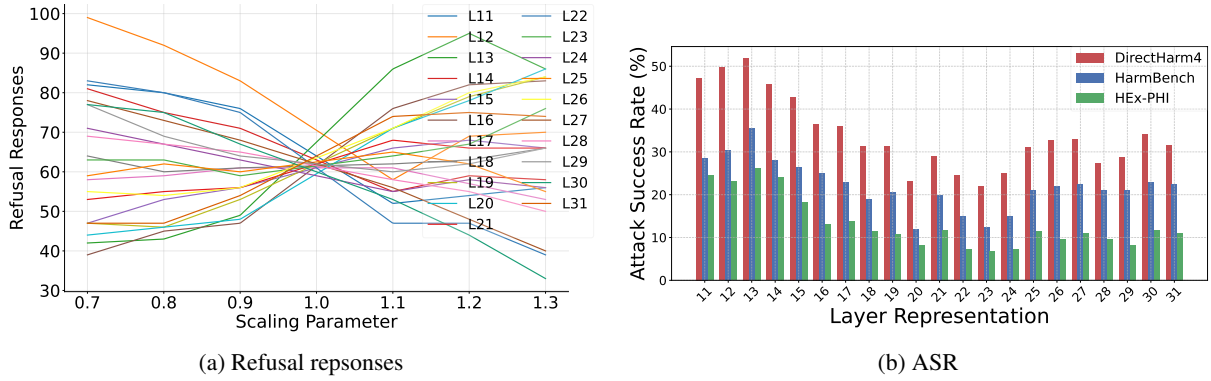 100
90
80
70
60
50
40
30
Refusal Responses
0.7 0.8 0.9 1.0 1.1 1.2 1.3
Scaling Parameter
L11 L22
L12 L23
L13 L24
L14 L25
L15 L26
L16 L27
L17 L28
L18 L29
L19 L30
L20 L31
L21
(a) Refusal repsonses
Attack Success Rate (%)
50
40
30
20
10
0
DirectHarm4
HarmBench
HEx-PHI
11 12 13 14 15 16 17 18 19 20 21 22 23 24 25 26 27 28 29 30 31
Layer Representation
(b) ASR